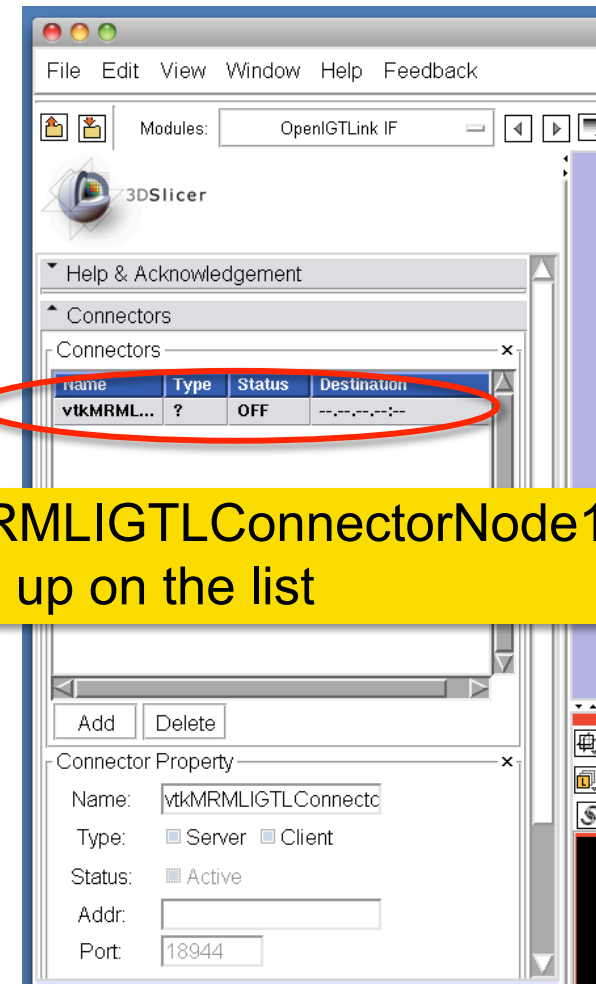 File Edit View Window Help Feedback
Modules: OpenIGTLink IF
3DSlicer
Help & Acknowledgement
Connectors
Connectors
Name Type Status Destination
vtkMRML... ? OFF --.--.--.--:--
RMLIGTLConnectorNode1
up on the list
Add Delete
Connector Property
Name: vtkMRMLIGTLConnectc
Type: Server Client
Status: Active
Addr:
Port: 18944